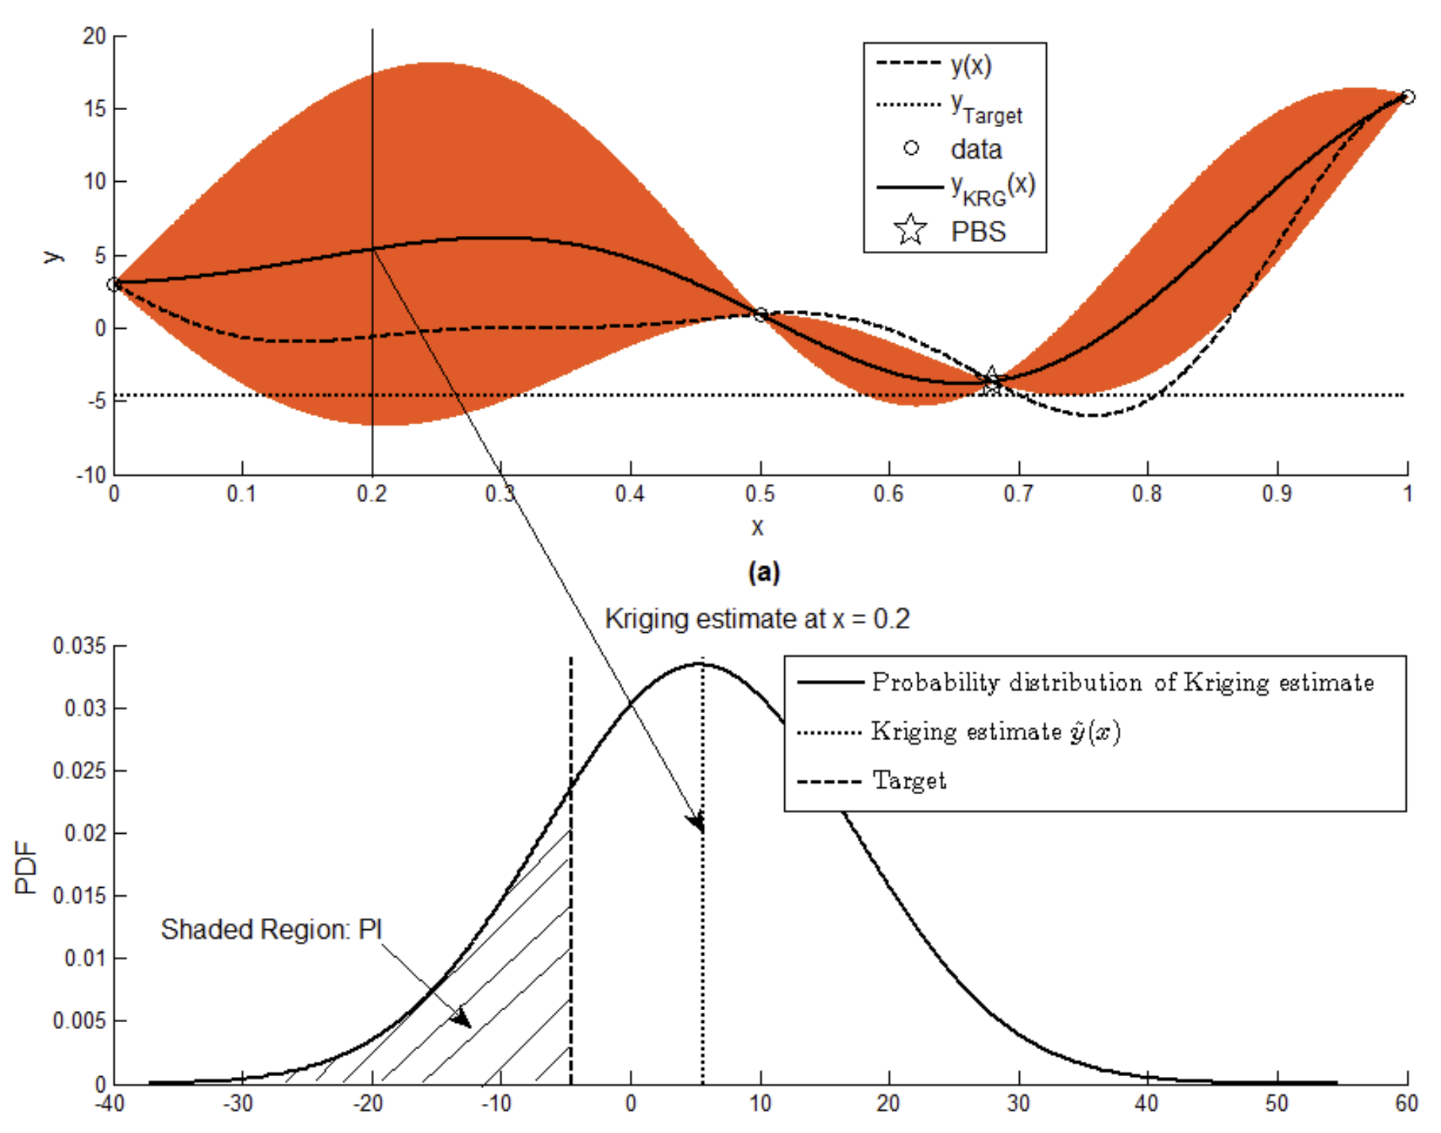 20
15
10
5
0
-5
-10
y
0 0.1 0.2 0.3 0.4 0.5 0.6 0.7 0.8 0.9 1
x
y(x)
y_Target
data
y_KRG(x)
PBS
(a)
Kriging estimate at x = 0.2
0.035
0.03
0.025
0.02
0.015
0.01
0.005
0
PDF
Probability distribution of Kriging estimate
Kriging estimate ŷ(x)
Target
Shaded Region: PI
-40 -30 -20 -10 0 10 20 30 40 50 60